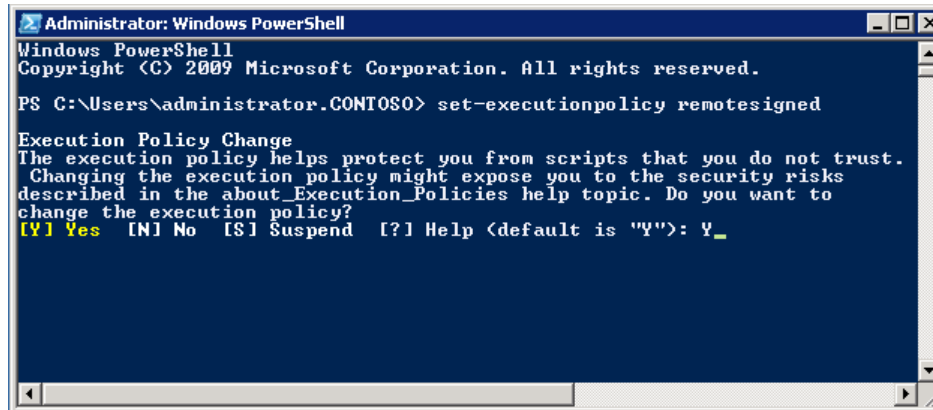 Administrator: Windows PowerShell
Windows PowerShell
Copyright (C) 2009 Microsoft Corporation. All rights reserved.
PS C:\Users\administrator.CONTOSO> set-executionpolicy remotesigned
Execution Policy Change
The execution policy helps protect you from scripts that you do not trust.
 Changing the execution policy might expose you to the security risks
described in the about_Execution_Policies help topic. Do you want to
change the execution policy?
[Y] Yes  [N] No  [S] Suspend  [?] Help (default is "Y"): Y_